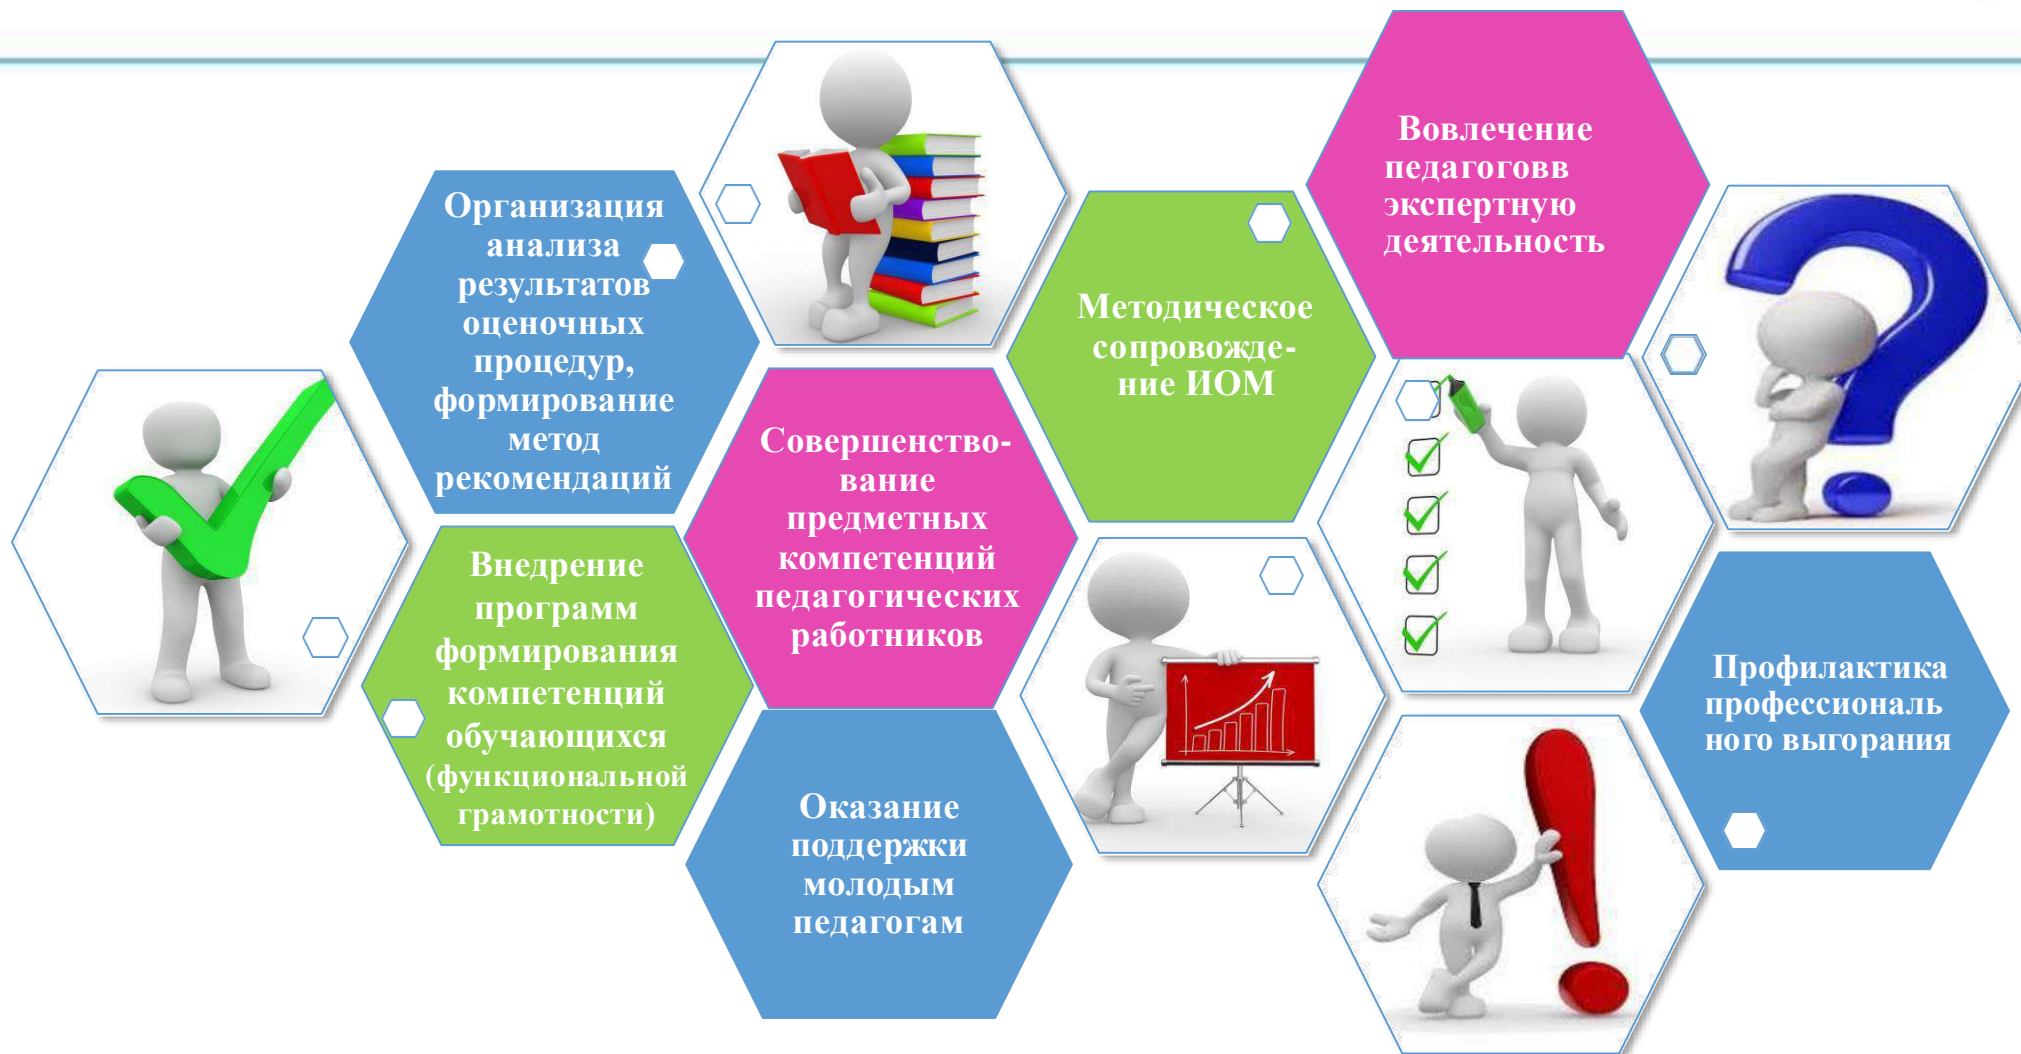 Организация
анализа
результатов
оценочных
процедур,
формирование
метод
рекомендаций
Внедрение
программ
формирования
компетенций
обучающихся
(функциональной
грамотности)
Совершенство-
вание
предметных
компетенций
педагогических
работников
Оказание
поддержки
молодым
педагогам
Методическое
сопровожде-
ние ИОМ
Вовлечение
педагоговв
экспертную
деятельность
Профилактика
профессиональ
ного выгорания